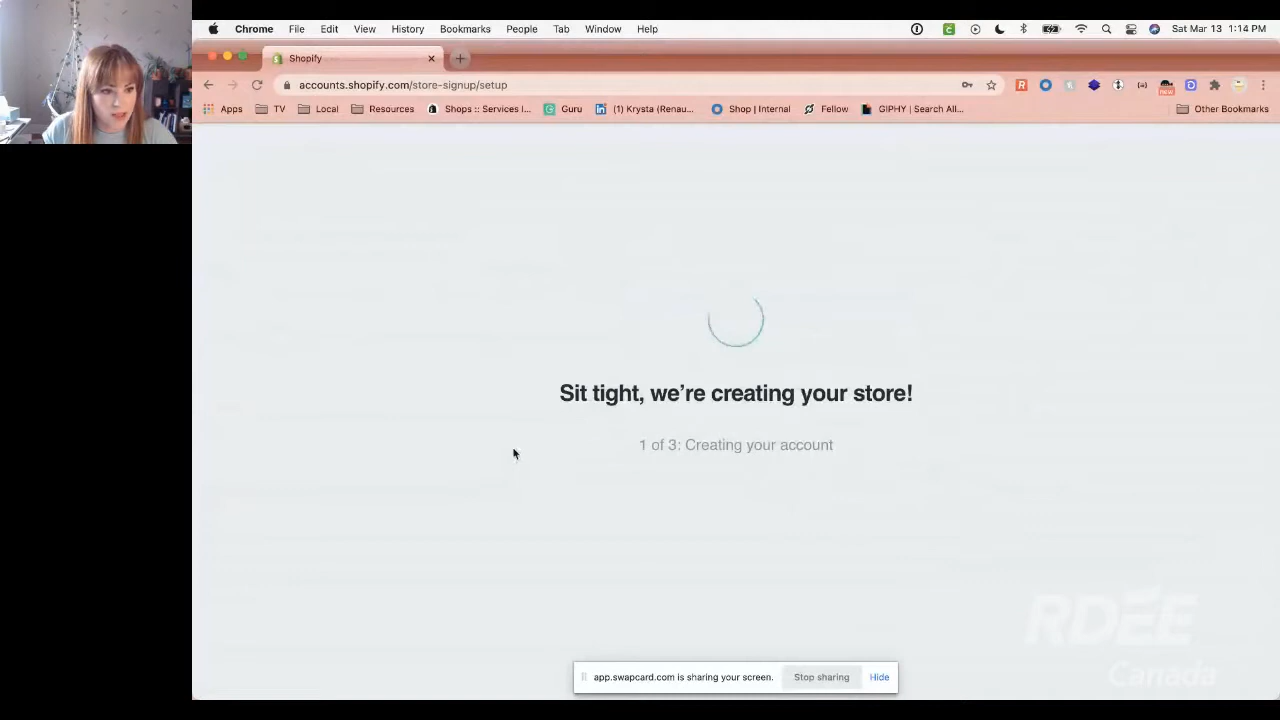 Chrome File Edit View History Bookmarks People Tab Window Help Sat Mar 13 1:14 PM
Shopify
accounts.shopify.com/store-signup/setup
Apps TV Local Resources Shops :: Services I... Guru (1) Krysta (Renau... Shop | Internal Fellow GIPHY | Search All... Other Bookmarks
new
Sit tight, we're creating your store!
1 of 3: Creating your account
RDÉE
Canada
app.swapcard.com is sharing your screen. Stop sharing Hide